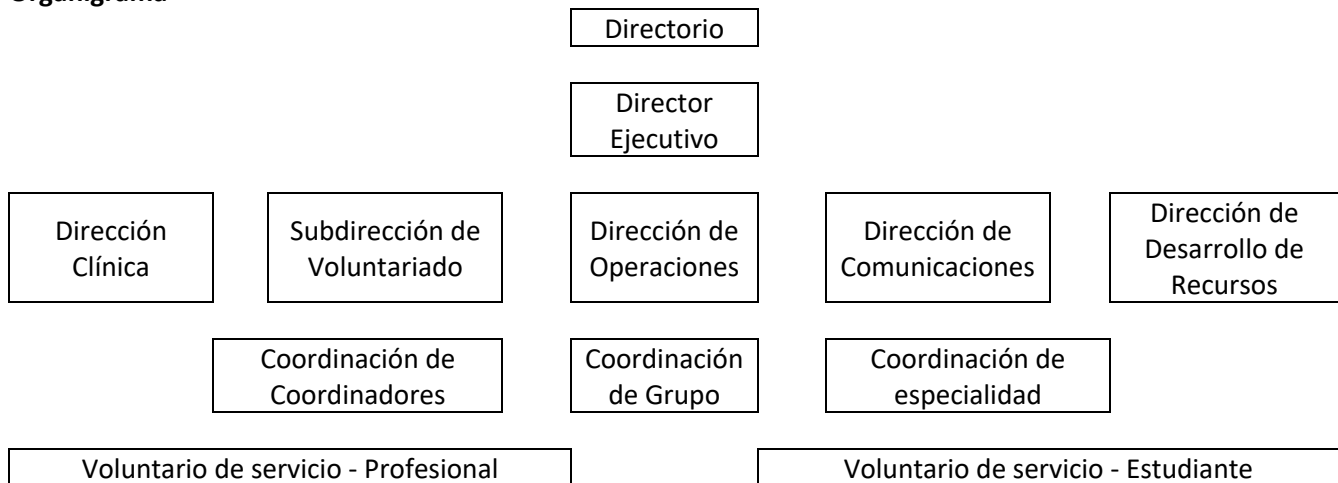 Organigrama
Directorio
Director
Ejecutivo
Dirección
Clínica
Subdirección de
Voluntariado
Dirección de
Operaciones
Dirección de
Comunicaciones
Dirección de
Desarrollo de
Recursos
Coordinación de
Coordinadores
Coordinación
de Grupo
Coordinación de
especialidad
Voluntario de servicio - Profesional
Voluntario de servicio - Estudiante